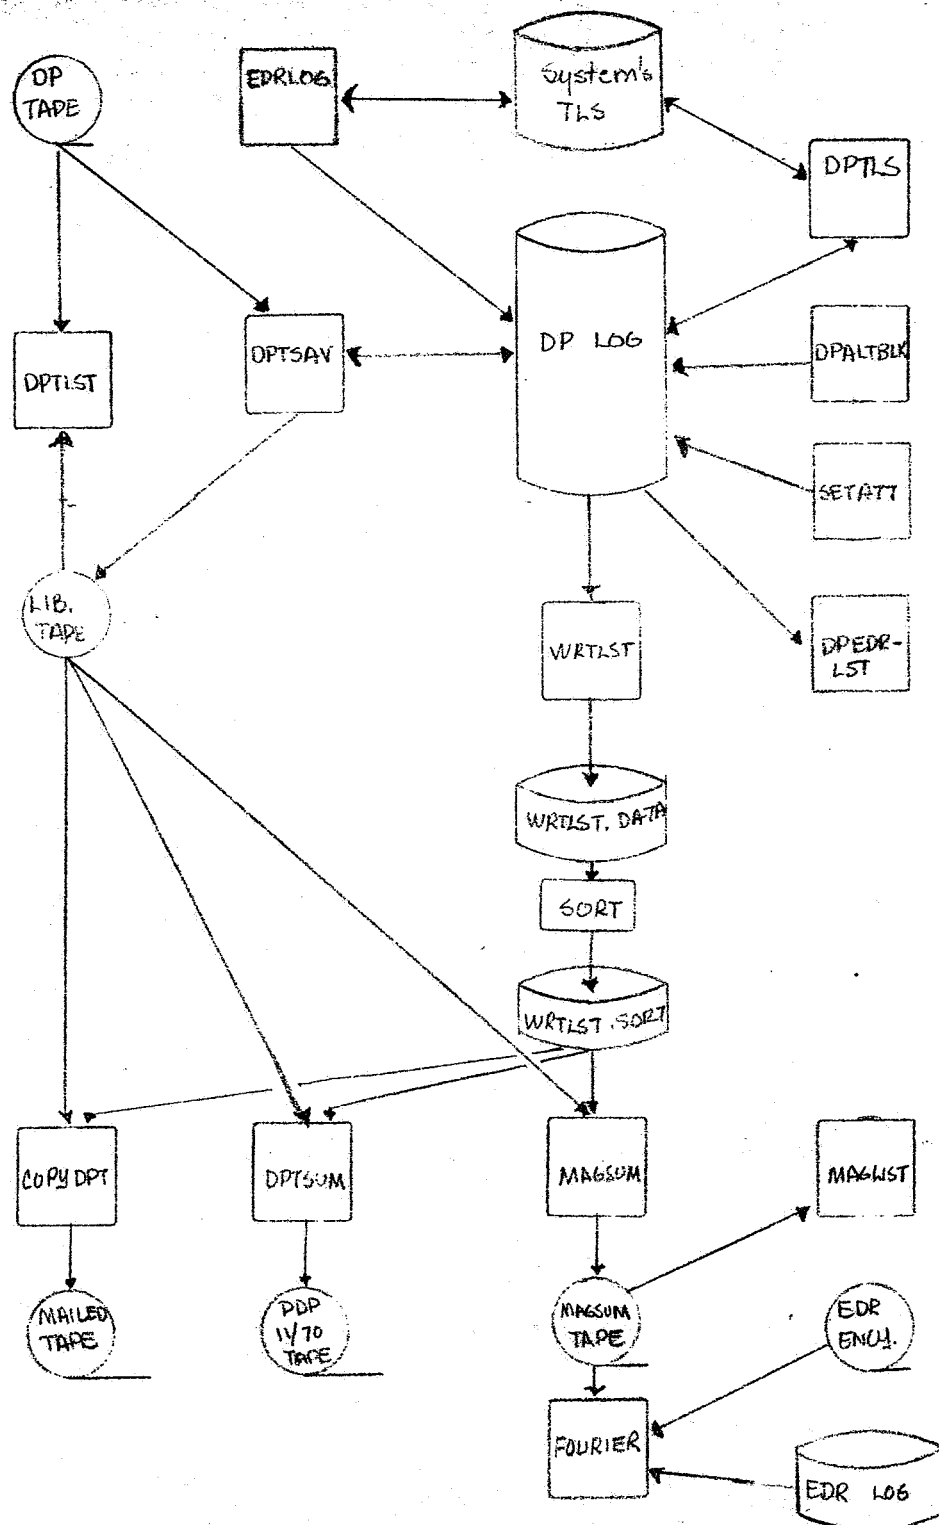 DP
TAPE
EDRLOG
System's
TLS
DPTLS
DPTLST
DPTSAV
DP LOG
DPALTBLK
SETATT
LIB.
TAPE
WRTLST
DPEDR-
LST
WRTLST.DATA
SORT
WRTLST.SORT
COPYDPT
DPTSUM
MAGSUM
MAGLIST
MAILED
TAPE
PDP
11/70
TAPE
MAGSUM
TAPE
EDR
ENCY.
FOURIER
EDR LOG